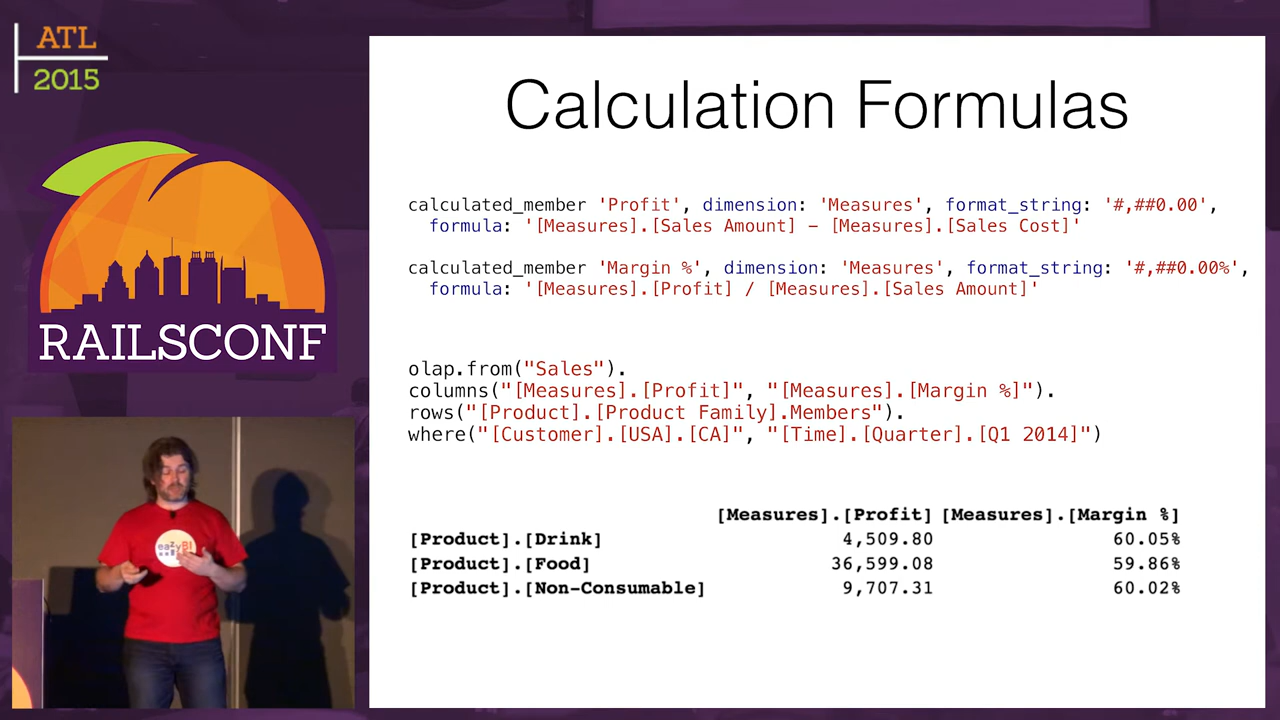 ATL
2015
RAILSCONF
eazyBI
Calculation Formulas
calculated_member 'Profit', dimension: 'Measures', format_string: '#,##0.00',
formula: '[Measures].[Sales Amount] - [Measures].[Sales Cost]'
calculated_member 'Margin %', dimension: 'Measures', format_string: '#,##0.00%',
formula: '[Measures].[Profit] / [Measures].[Sales Amount]'
olap.from("Sales").
columns("[Measures].[Profit]", "[Measures].[Margin %]").
rows("[Product].[Product Family].Members").
where("[Customer].[USA].[CA]", "[Time].[Quarter].[Q1 2014]")
[Measures].[Profit] [Measures].[Margin %]
[Product].[Drink] 4,509.80 60.05%
[Product].[Food] 36,599.08 59.86%
[Product].[Non-Consumable] 9,707.31 60.02%